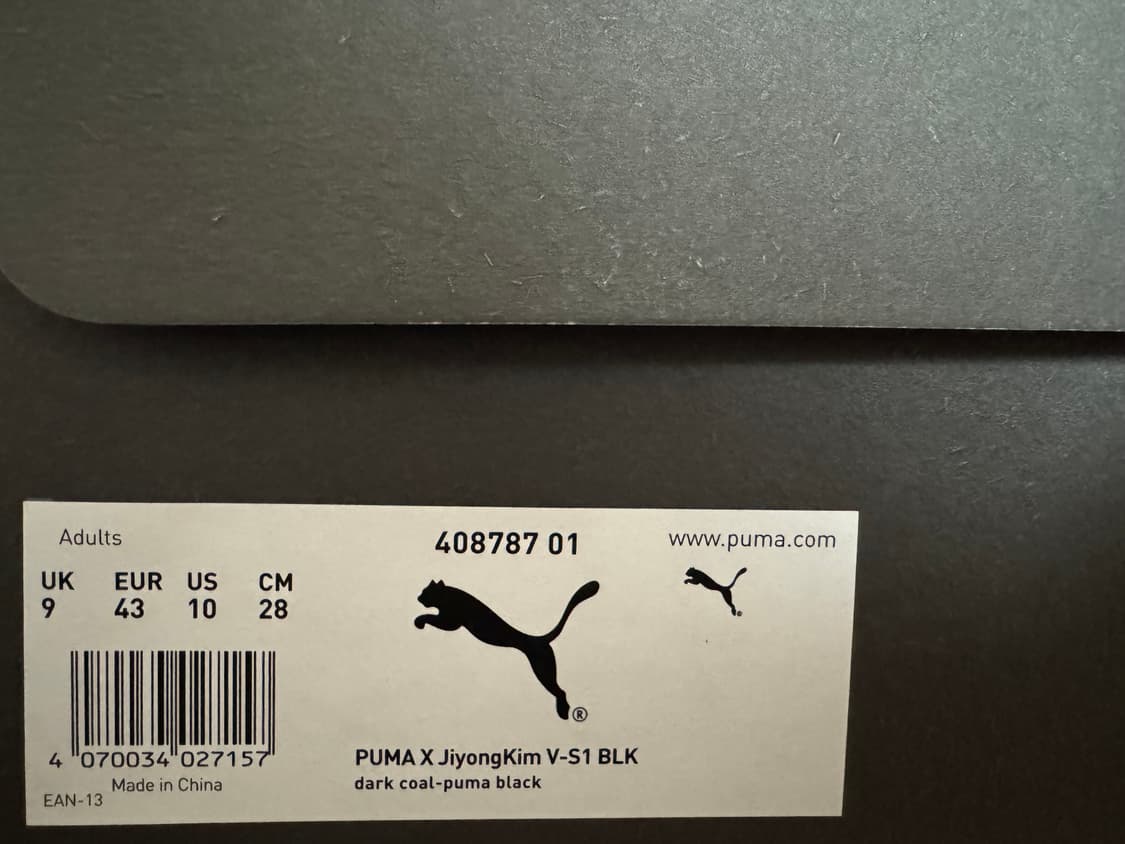 Adults
408787 01
www.puma.com
UK EUR US CM
9 43 10 28
®
®
4 070034 027157
Made in China
EAN-13
PUMA X JiyongKim V-S1 BLK
dark coal-puma black